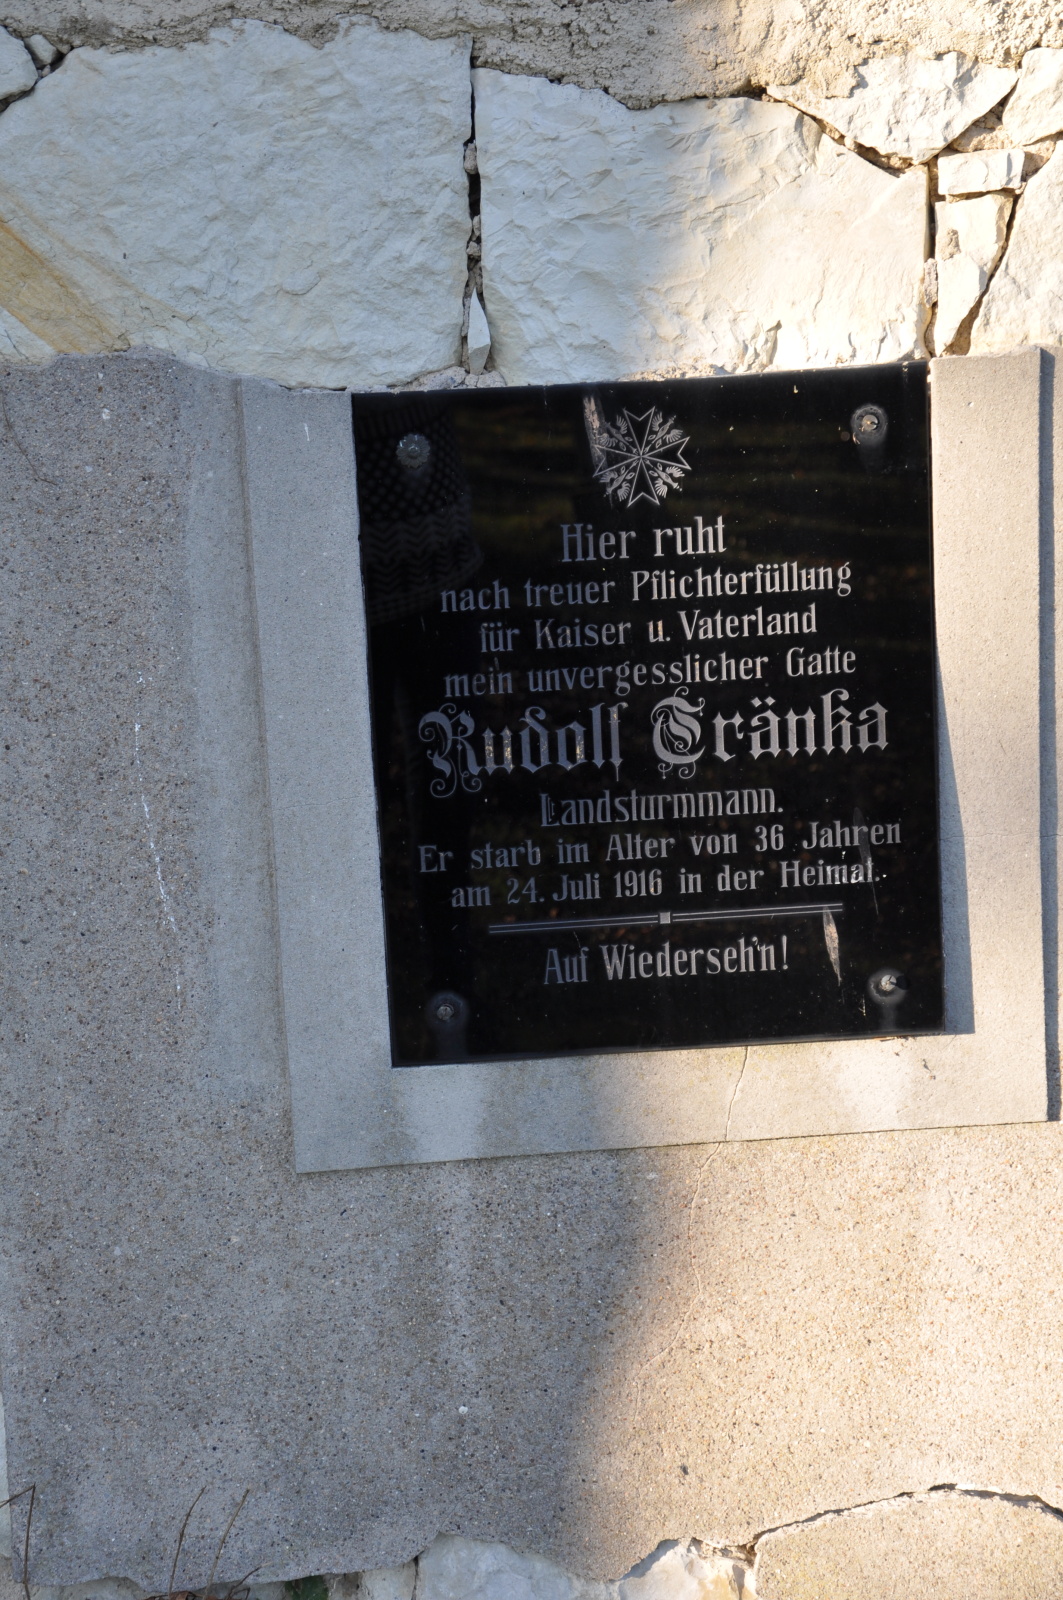 Hier ruht
nach treuer Pflichterfüllung
für Kaiser u. Vaterland
mein unvergesslicher Gatte
Rudolf Tränka
Landsturmmann.
Er starb im Alter von 36 Jahren
am 24. Juli 1916 in der Heimat.
Auf Wiederseh'n!